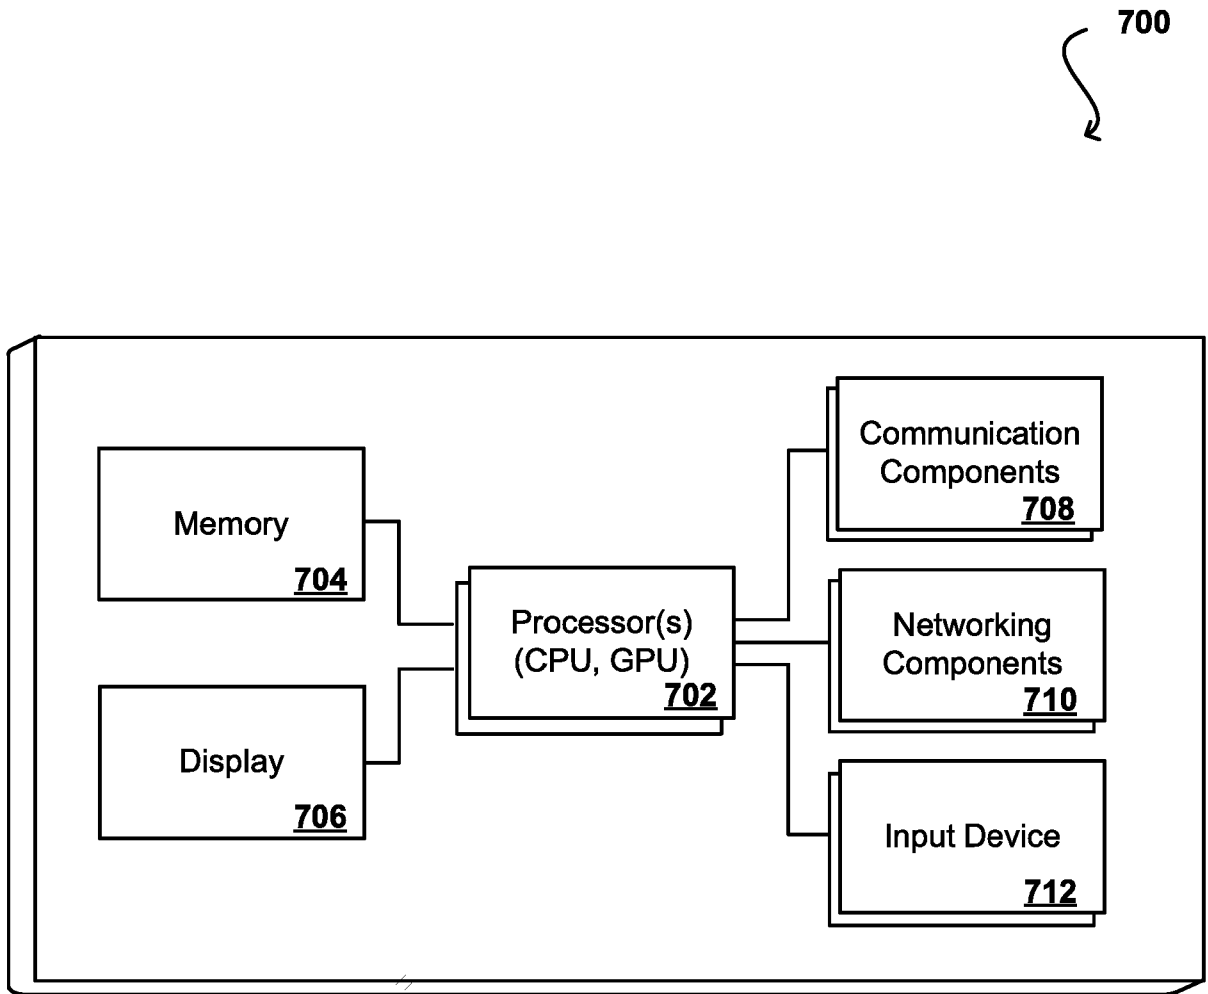 700
Memory
704
Display
706
Processor(s)
(CPU, GPU)
702
Communication
Components
708
Networking
Components
710
Input Device
712